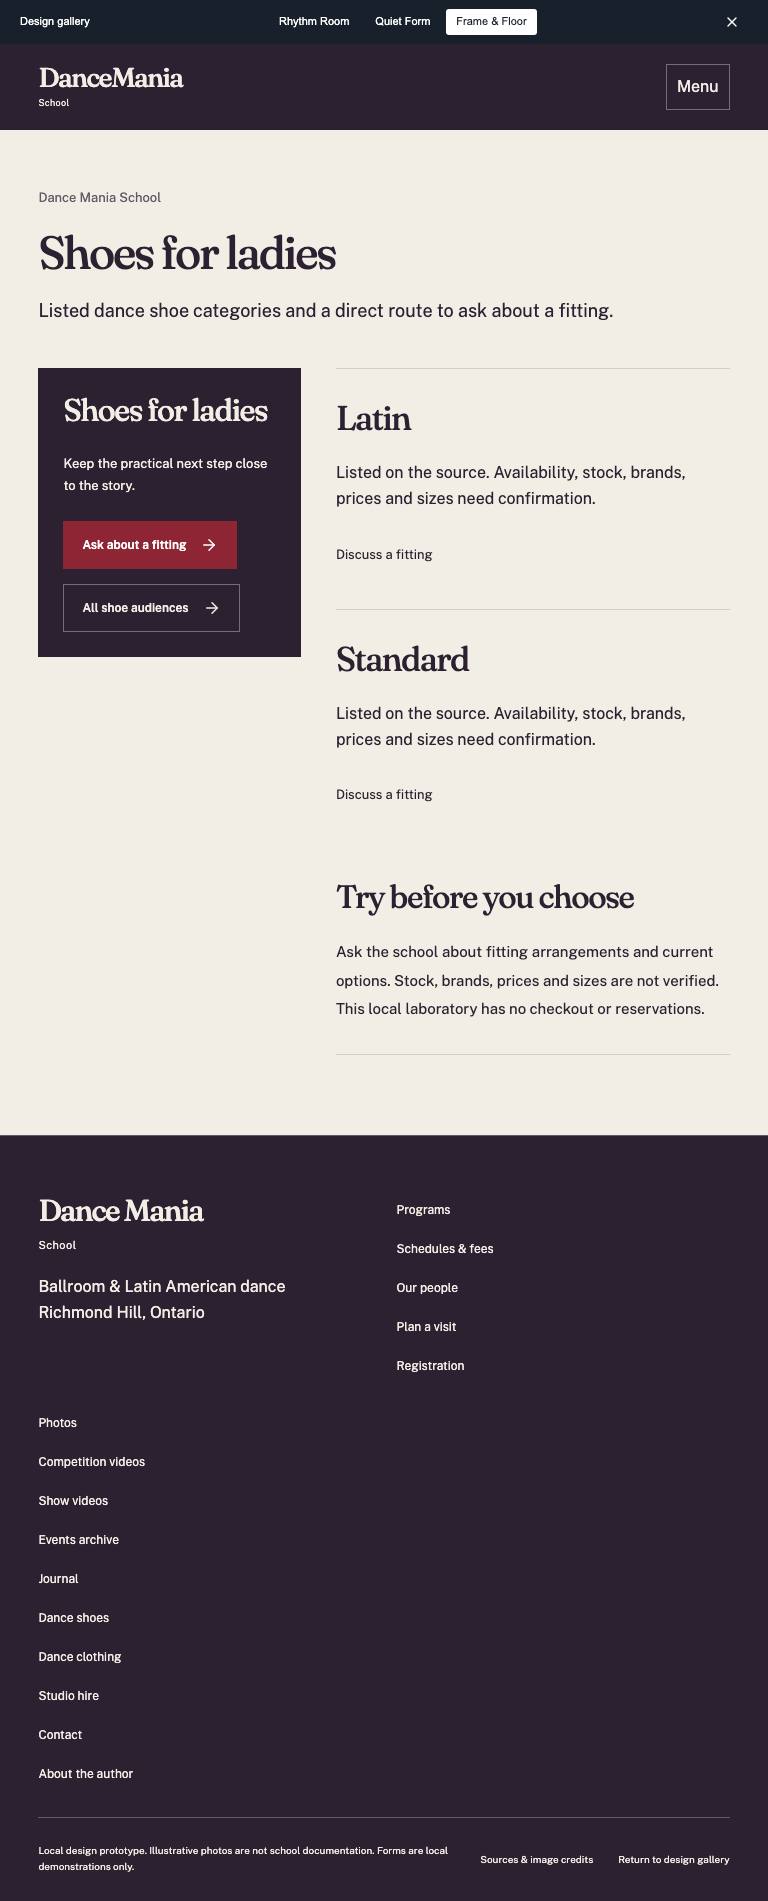 Design gallery
Rhythm Room
Quiet Form
Frame & Floor
DanceMania
School
Menu
Dance Mania School
Shoes for ladies
Listed dance shoe categories and a direct route to ask about a fitting.
Shoes for ladies
Keep the practical next step close
to the story.
Ask about a fitting
All shoe audiences
Latin
Listed on the source. Availability, stock, brands,
prices and sizes need confirmation.
Discuss a fitting
Standard
Listed on the source. Availability, stock, brands,
prices and sizes need confirmation.
Discuss a fitting
Try before you choose
Ask the school about fitting arrangements and current
options. Stock, brands, prices and sizes are not verified.
This local laboratory has no checkout or reservations.
Dance Mania
School
Ballroom & Latin American dance
Richmond Hill, Ontario
Programs
Schedules & fees
Our people
Plan a visit
Registration
Photos
Competition videos
Show videos
Events archive
Journal
Dance shoes
Dance clothing
Studio hire
Contact
About the author
Local design prototype. Illustrative photos are not school documentation. Forms are local
demonstrations only.
Sources & image credits
Return to design gallery